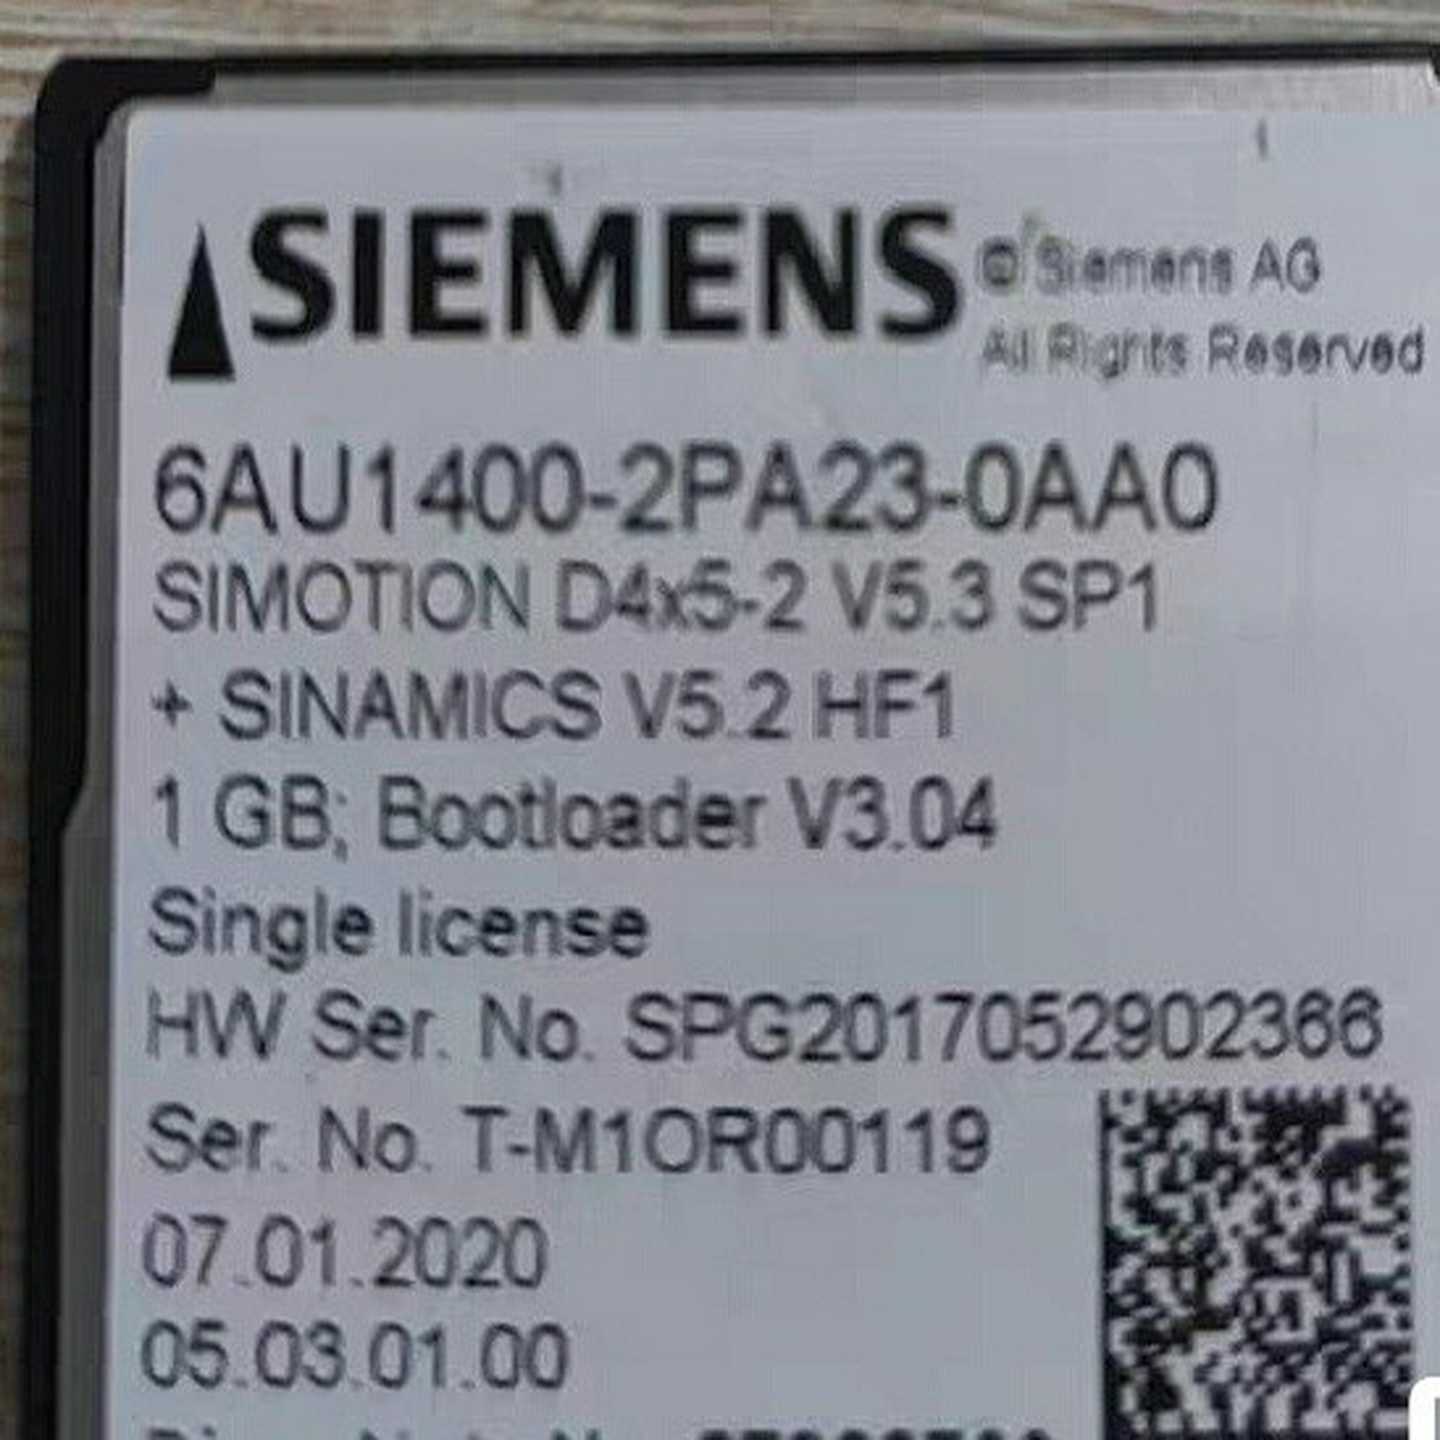 SIEMENS © Siemens AG
All Rights Reserved
6AU1400-2PA23-0AA0
SIMOTION D4x5-2 V5.3 SP1
+ SINAMICS V5.2 HF1
1 GB; Bootloader V3.04
Single license
HW Ser. No. SPG2017052902366
Ser. No. T-M1OR00119
07.01.2020
05.03.01.00